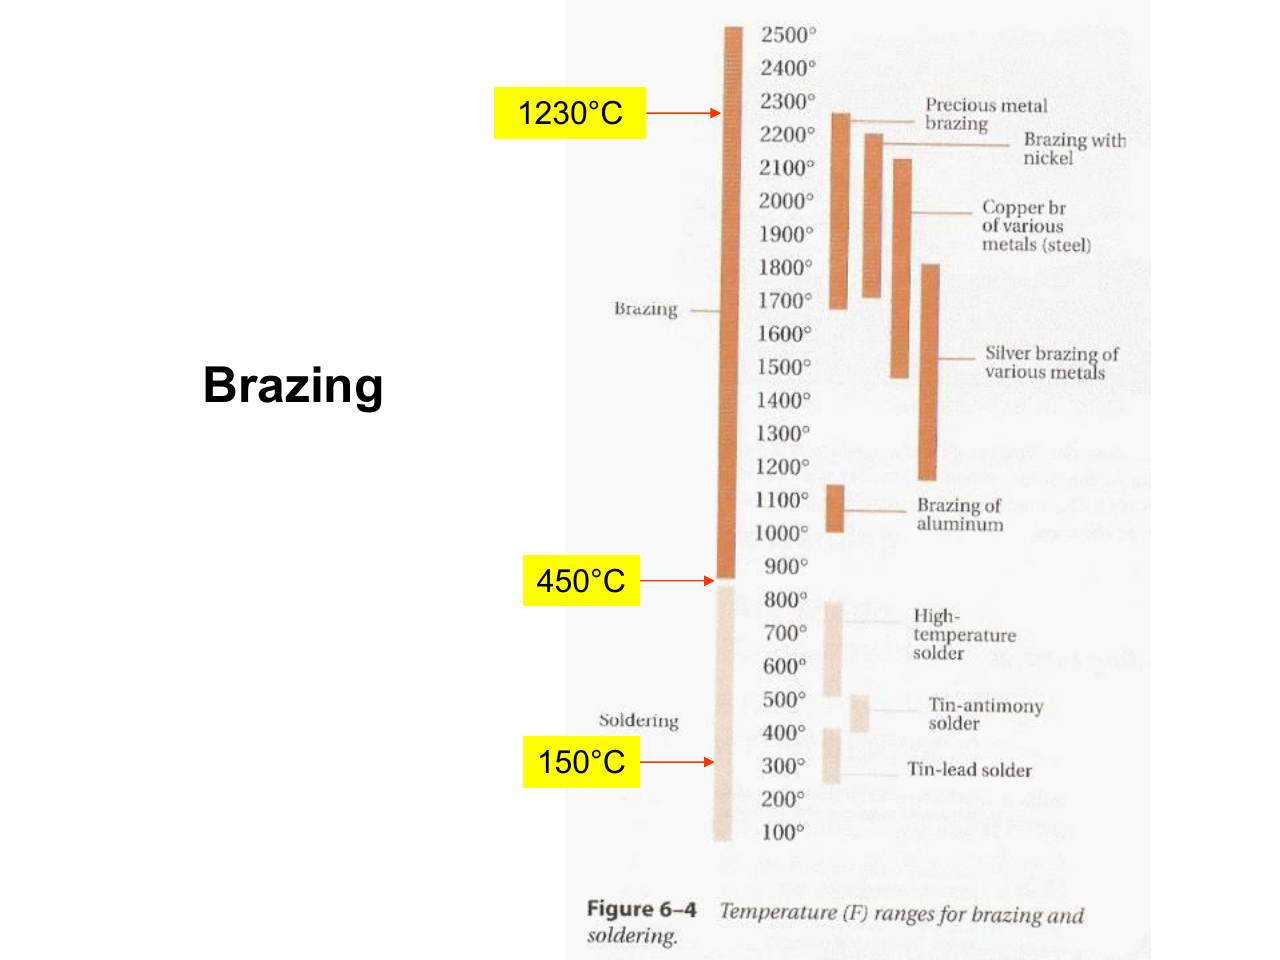 Brazing
1230°C
450°C
150°C
Brazing
Soldering
2500°
2400°
2300°
2200°
2100°
2000°
1900°
1800°
1700°
1600°
1500°
1400°
1300°
1200°
1100°
1000°
900°
800°
700°
600°
500°
400°
300°
200°
100°
Precious metal
brazing
Brazing with
nickel
Copper br
of various
metals (steel)
Silver brazing of
various metals
Brazing of
aluminum
High-
temperature
solder
Tin-antimony
solder
Tin-lead solder
Figure 6–4 Temperature (F) ranges for brazing and
soldering.